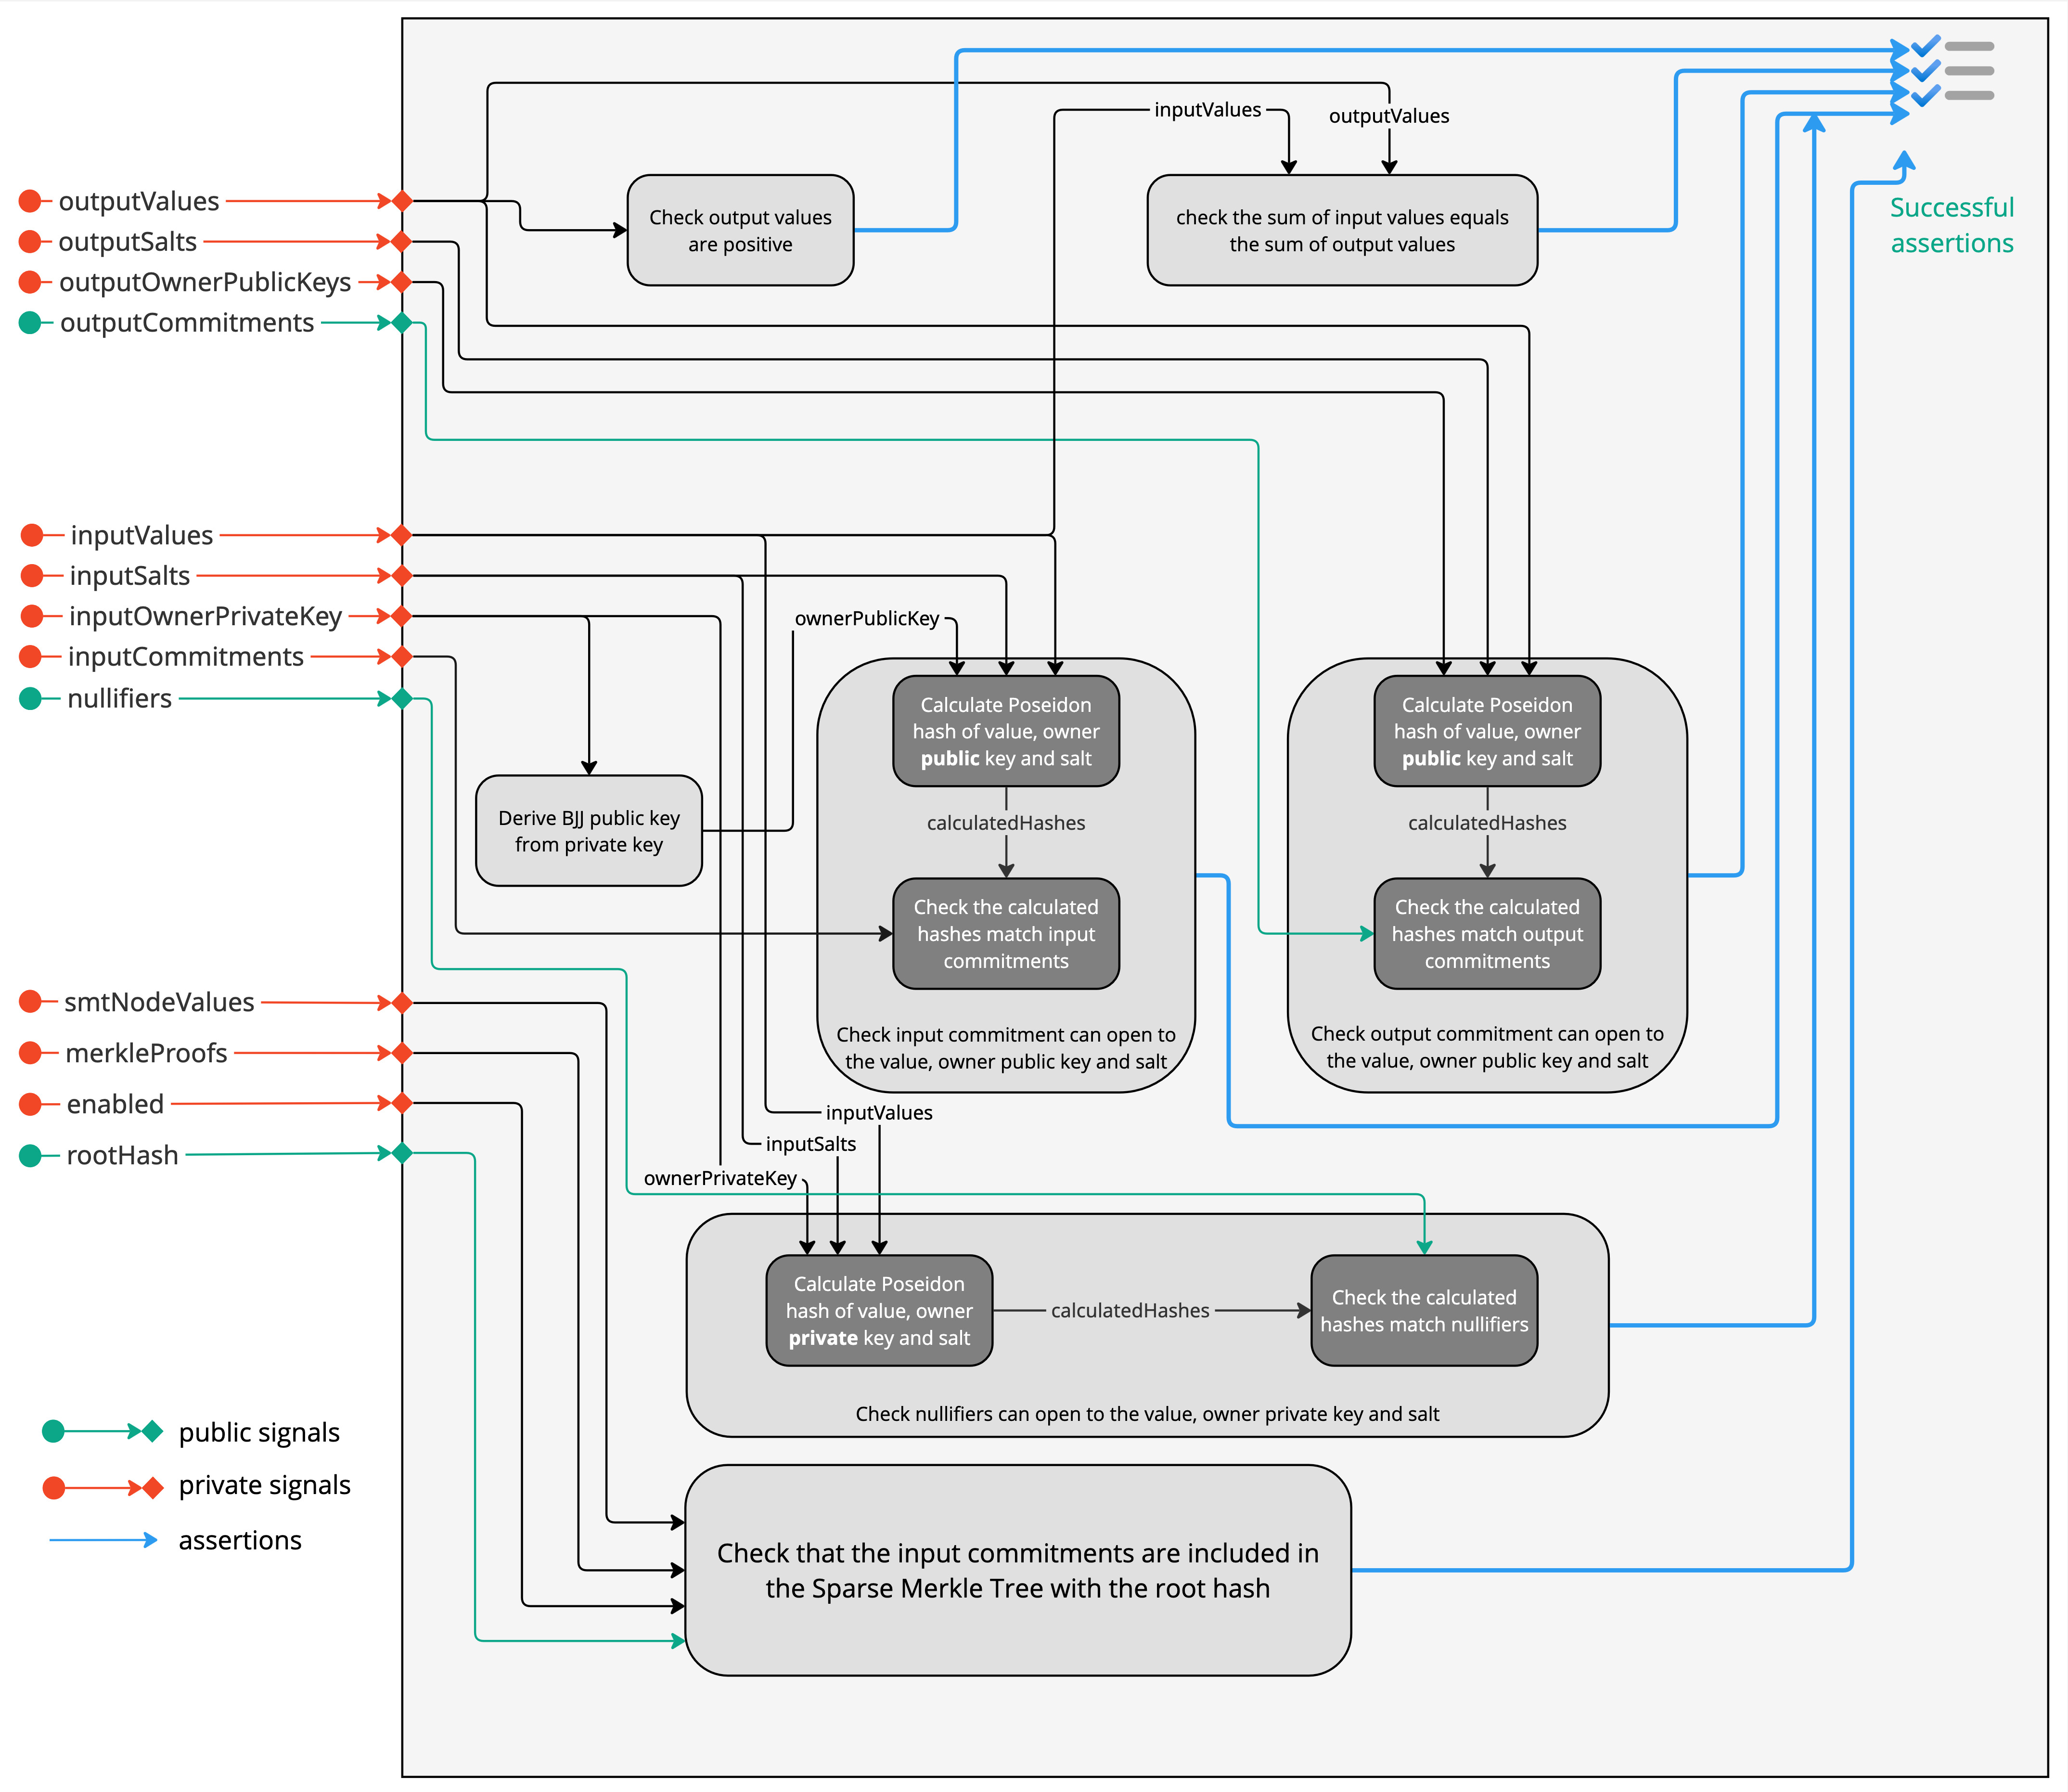 inputValues
outputValues
outputValues
outputSalts
outputOwnerPublicKeys
outputCommitments
Check output values
are positive
check the sum of input values equals
the sum of output values
Successful
assertions
inputValues
inputSalts
inputOwnerPrivateKey
inputCommitments
nullifiers
ownerPublicKey
Derive BJJ public key
from private key
Calculate Poseidon
hash of value, owner
public key and salt
calculatedHashes
Check the calculated
hashes match input
commitments
Check input commitment can open to
the value, owner public key and salt
Calculate Poseidon
hash of value, owner
public key and salt
calculatedHashes
Check the calculated
hashes match output
commitments
Check output commitment can open to
the value, owner public key and salt
smtNodeValues
merkleProofs
enabled
rootHash
inputValues
inputSalts
ownerPrivateKey
Calculate Poseidon
hash of value, owner
private key and salt
calculatedHashes
Check the calculated
hashes match nullifiers
Check nullifiers can open to the value, owner private key and salt
public signals
private signals
assertions
Check that the input commitments are included in
the Sparse Merkle Tree with the root hash